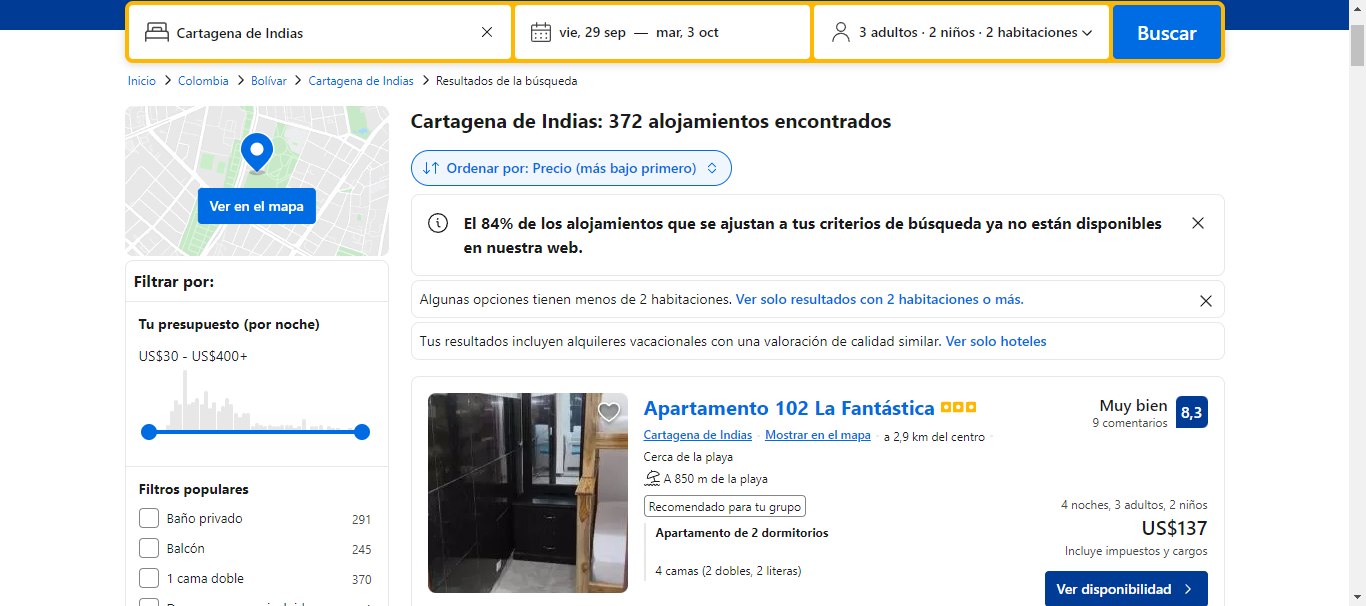 Cartagena de Indias
vie, 29 sep — mar, 3 oct
3 adultos · 2 niños · 2 habitaciones
Buscar
Inicio > Colombia > Bolívar > Cartagena de Indias > Resultados de la búsqueda
Ver en el mapa
Filtrar por:
Tu presupuesto (por noche)
US$30 - US$400+
Filtros populares
Baño privado 291
Balcón 245
1 cama doble 370
Cartagena de Indias: 372 alojamientos encontrados
Ordenar por: Precio (más bajo primero)
El 84% de los alojamientos que se ajustan a tus criterios de búsqueda ya no están disponibles
en nuestra web.
Algunas opciones tienen menos de 2 habitaciones. Ver solo resultados con 2 habitaciones o más.
Tus resultados incluyen alquileres vacacionales con una valoración de calidad similar. Ver solo hoteles
Apartamento 102 La Fantástica
Muy bien 8,3
9 comentarios
Cartagena de Indias · Mostrar en el mapa · a 2,9 km del centro ·
Cerca de la playa
A 850 m de la playa
Recomendado para tu grupo
Apartamento de 2 dormitorios
4 camas (2 dobles, 2 literas)
4 noches, 3 adultos, 2 niños
US$137
Incluye impuestos y cargos
Ver disponibilidad